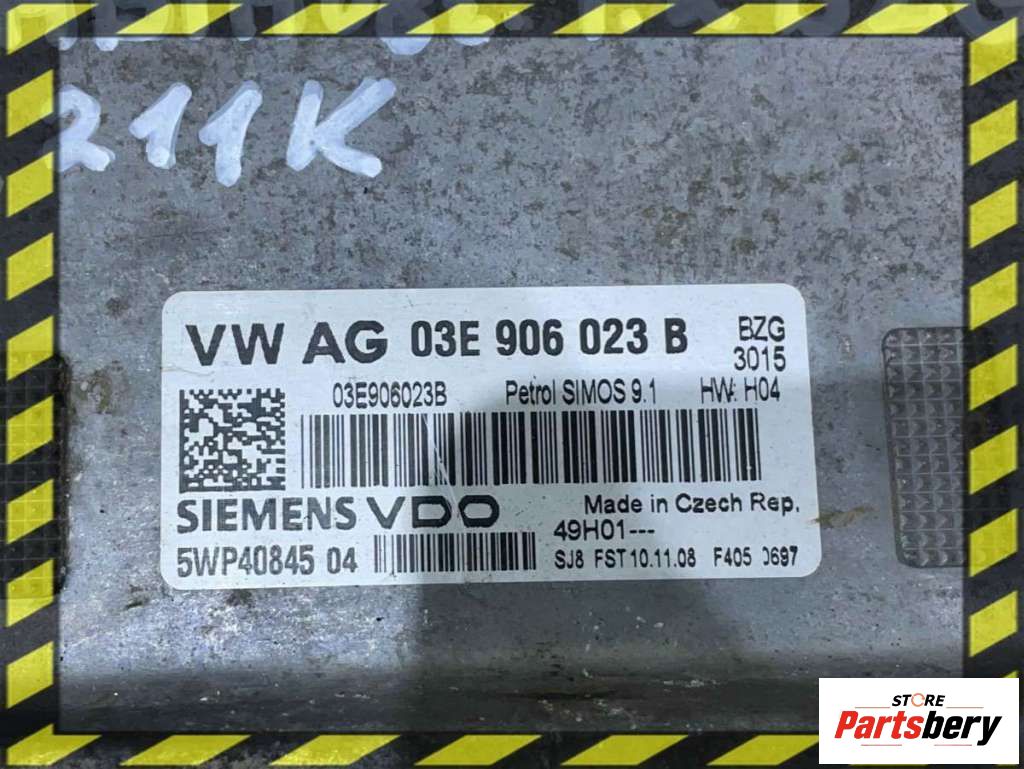 211K
VW AG 03E 906 023 B
BZG
3015
03E906023B Petrol SIMOS 9.1 HW: H04
SIEMENS VDO
Made in Czech Rep.
49H01---
5WP40845 04
SJ8 FST 10.11.08 F405 0697
STORE
Partsbery